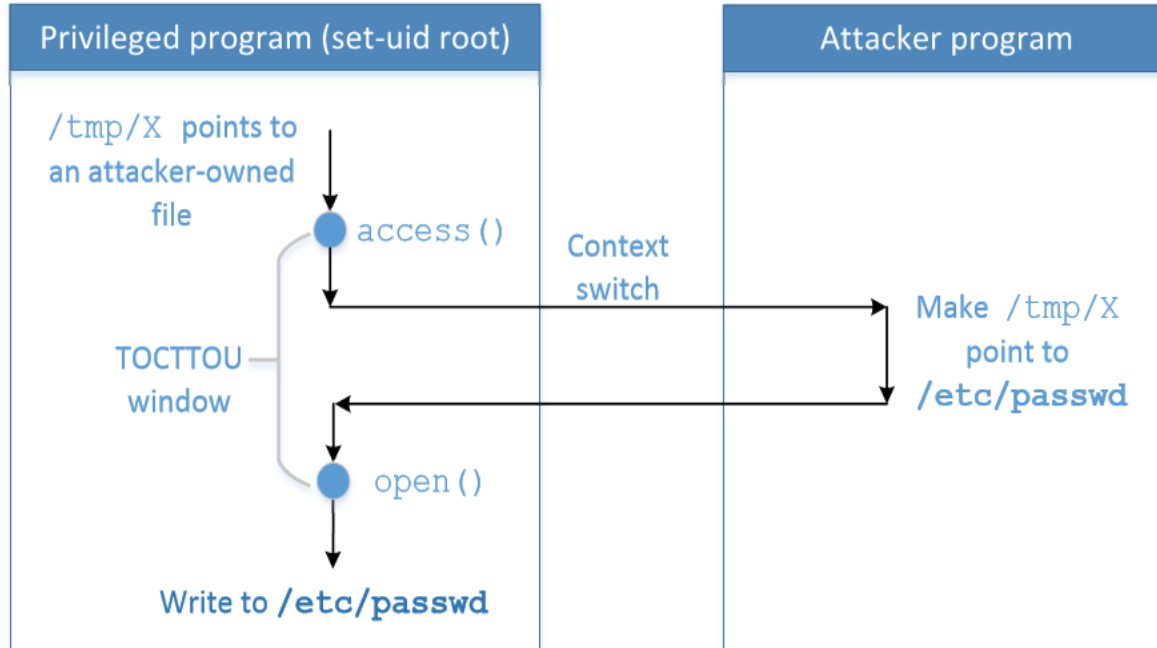 Privileged program (set-uid root)
Attacker program
/tmp/X points to
an attacker-owned
file
access()
Context
switch
Make /tmp/X
point to
/etc/passwd
TOCTTOU
window
open()
Write to /etc/passwd